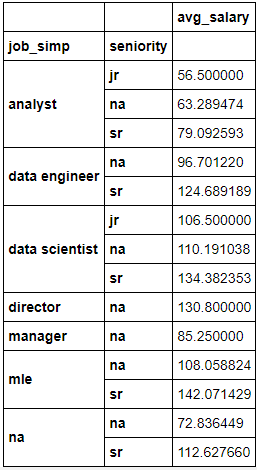 avg_salary
job_simp seniority
analyst jr 56.500000
na 63.289474
sr 79.092593
data engineer na 96.701220
sr 124.689189
data scientist jr 106.500000
na 110.191038
sr 134.382353
director na 130.800000
manager na 85.250000
mle na 108.058824
sr 142.071429
na na 72.836449
sr 112.627660